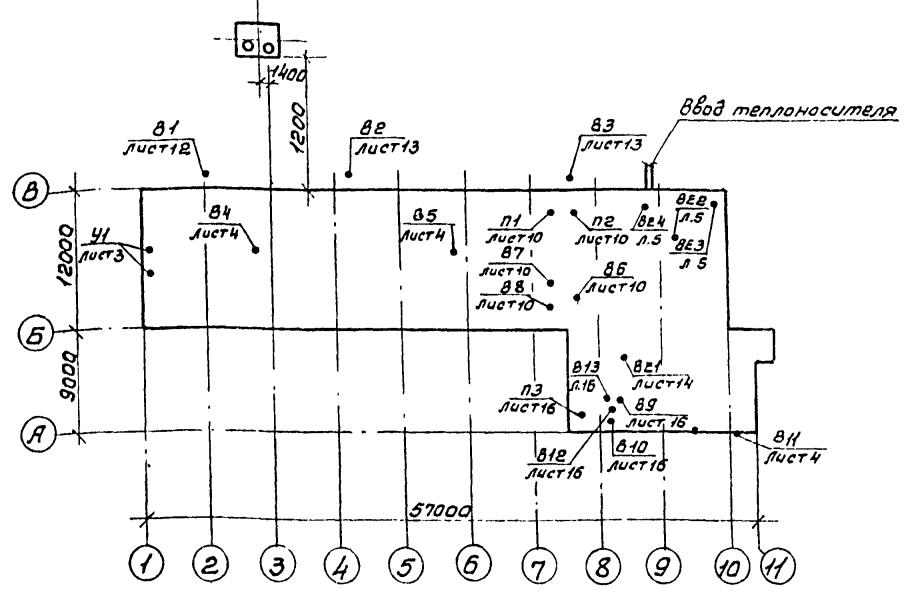 1400
1200
Ввод теплоносителя
В1
Лист12
В2
Лист13
В3
Лист13
В
У1
Лист3
В4
Лист4
В5
Лист4
П1
Лист10
П2
Лист10
ВЕ4
Л.5
ВЕ2
Л.5
ВЕ3
Л.5
12000
В7
Лист10
В8
Лист10
В6
Лист10
Б
9000
ВЕ1
Лист14
В13
Л.16
П3
Лист16
В9
Лист 16
В12
Лист16
В10
Лист16
В11
Лист4
А
57000
1
2
3
4
5
6
7
8
9
10
11